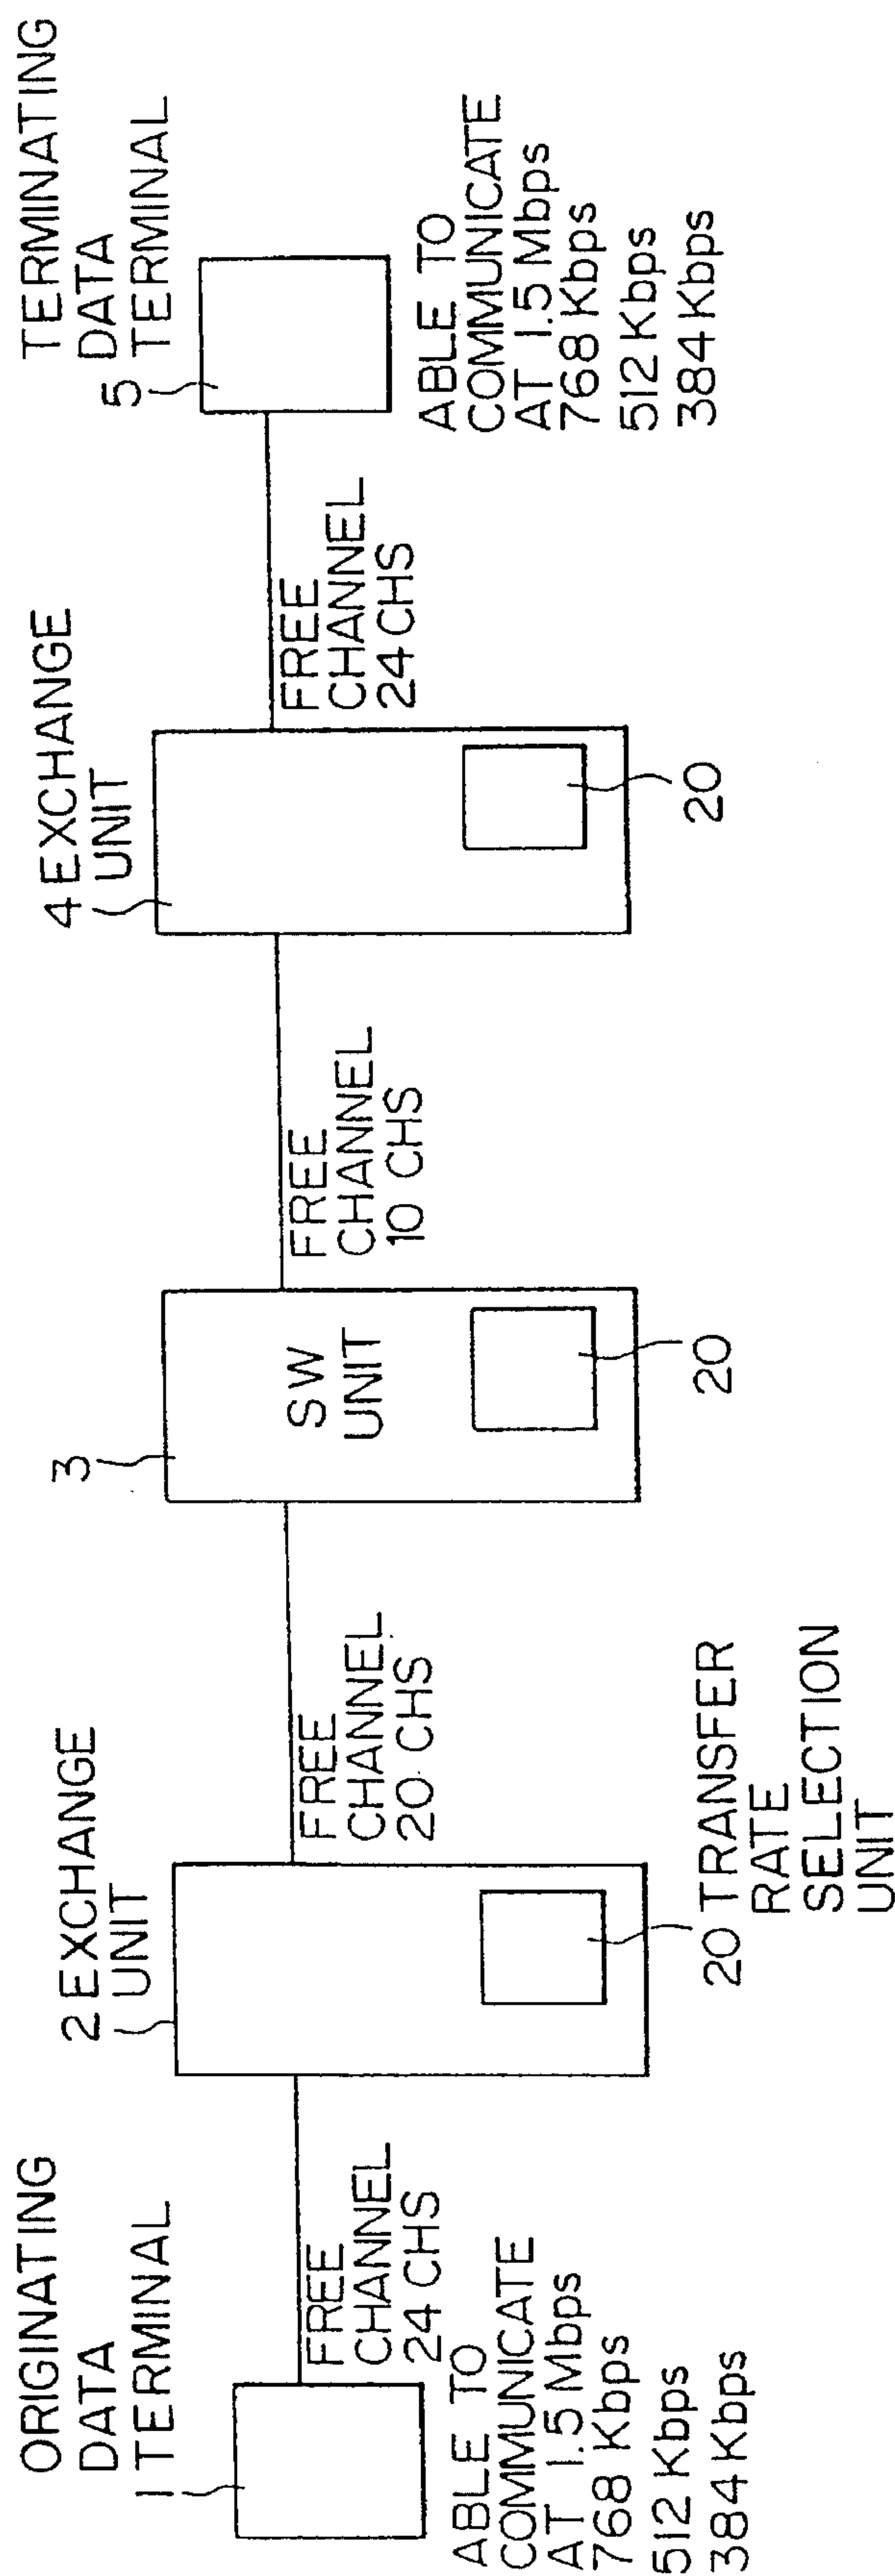 ORIGINATING
DATA
1 TERMINAL
ABLE TO
COMMUNICATE
AT 1.5 Mbps
768 Kbps
512 Kbps
384 Kbps
FREE
CHANNEL
24 CHS
2 EXCHANGE
UNIT
20 TRANSFER
RATE
SELECTION
UNIT
FREE
CHANNEL
20 CHS
3
SW
UNIT
20
FREE
CHANNEL
10 CHS
4 EXCHANGE
UNIT
20
FREE
CHANNEL
24 CHS
TERMINATING
DATA
5 TERMINAL
ABLE TO
COMMUNICATE
AT 1.5 Mbps
768 Kbps
512 Kbps
384 Kbps